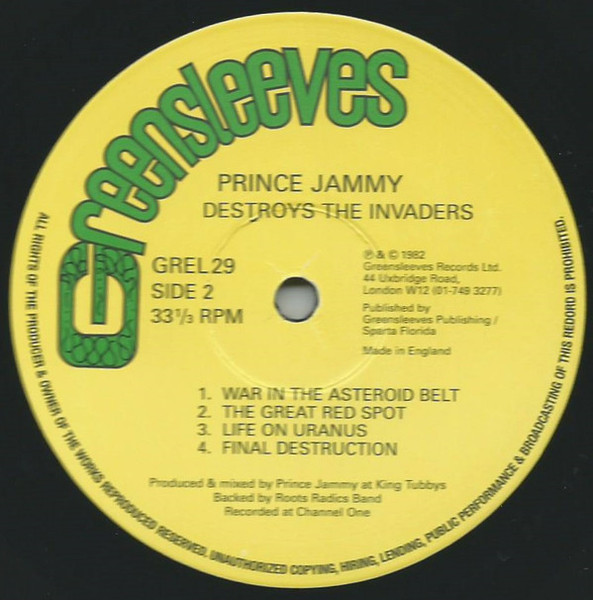 Greensleeves
PRINCE JAMMY
DESTROYS THE INVADERS
GREL 29
SIDE 2
33⅓ RPM
℗ & © 1982
Greensleeves Records Ltd.
44 Uxbridge Road,
London W12 (01-749 3277)
Published by
Greensleeves Publishing /
Sparta Florida
Made in England
1. WAR IN THE ASTEROID BELT
2. THE GREAT RED SPOT
3. LIFE ON URANUS
4. FINAL DESTRUCTION
Produced & mixed by Prince Jammy at King Tubbys
Backed by Roots Radics Band
Recorded at Channel One
ALL RIGHTS OF THE PRODUCER & OWNER OF THE WORKS REPRODUCED RESERVED. UNAUTHORIZED COPYING, HIRING, LENDING, PUBLIC PERFORMANCE & BROADCASTING OF THIS RECORD IS PROHIBITED.